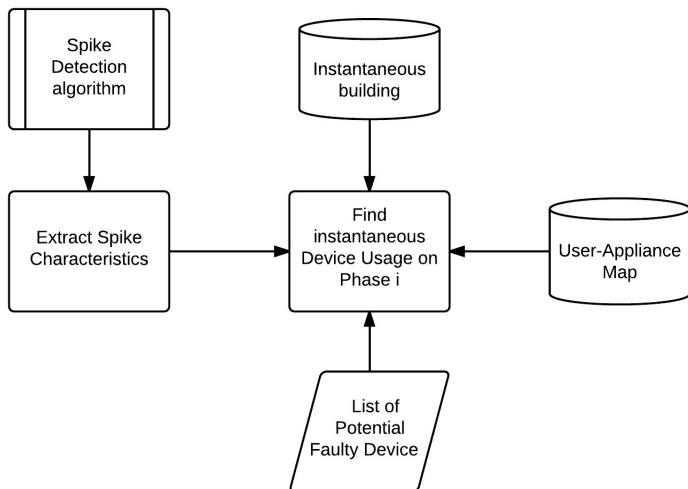 Spike
Detection
algorithm
Instantaneous
building
Extract Spike
Characteristics
Find
instantaneous
Device Usage on
Phase i
User-Appliance
Map
List of
Potential
Faulty Device